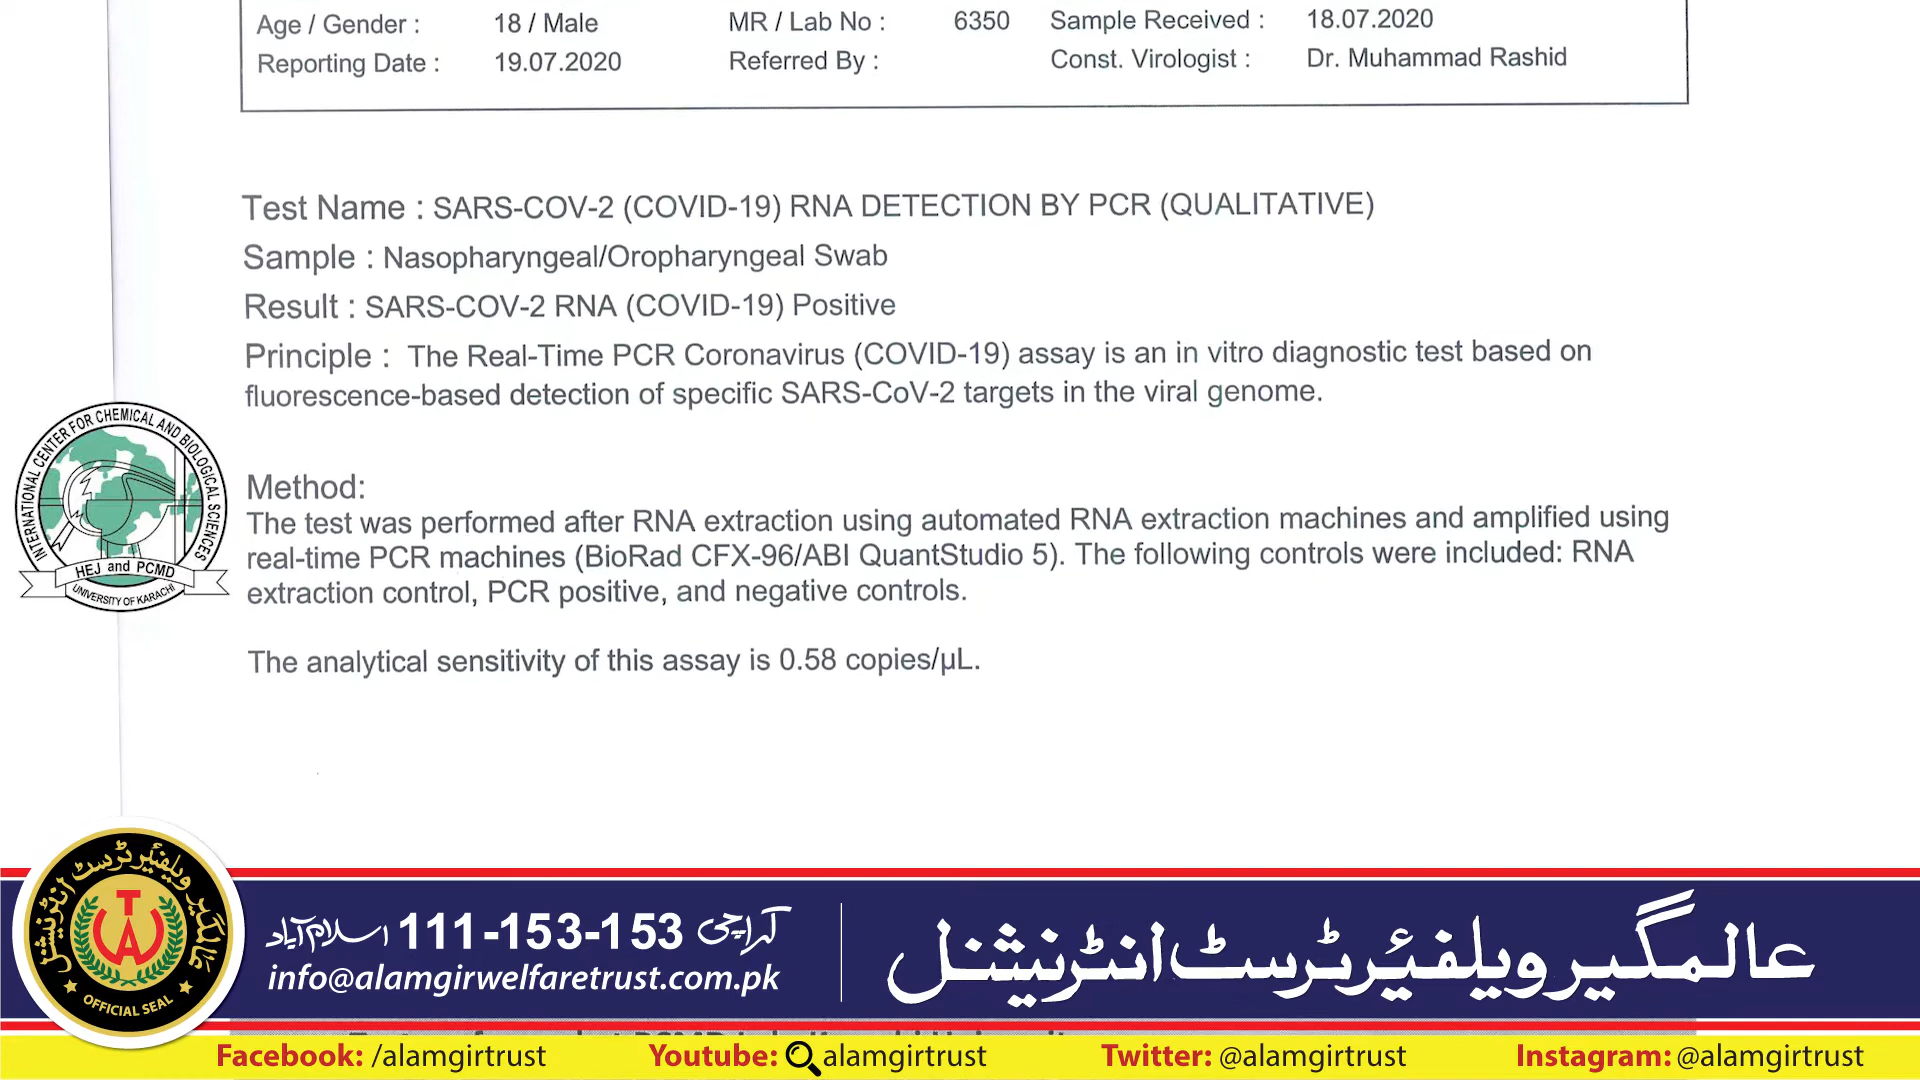 Age / Gender : 18 / Male MR / Lab No : 6350 Sample Received : 18.07.2020
Reporting Date : 19.07.2020 Referred By : Const. Virologist : Dr. Muhammad Rashid
Test Name : SARS-COV-2 (COVID-19) RNA DETECTION BY PCR (QUALITATIVE)
Sample : Nasopharyngeal/Oropharyngeal Swab
Result : SARS-COV-2 RNA (COVID-19) Positive
Principle : The Real-Time PCR Coronavirus (COVID-19) assay is an in vitro diagnostic test based on
fluorescence-based detection of specific SARS-CoV-2 targets in the viral genome.
INTERNATIONAL CENTER FOR CHEMICAL AND BIOLOGICAL SCIENCES
HEJ and PCMD
UNIVERSITY OF KARACHI
Method:
The test was performed after RNA extraction using automated RNA extraction machines and amplified using
real-time PCR machines (BioRad CFX-96/ABI QuantStudio 5). The following controls were included: RNA
extraction control, PCR positive, and negative controls.
The analytical sensitivity of this assay is 0.58 copies/µL.
عالمگیر ویلفیئر ٹرسٹ انٹرنیشنل
TWA
OFFICIAL SEAL
کراچی 111-153-153 اسلام آباد
info@alamgirwelfaretrust.com.pk
عالمگیر ویلفیئر ٹرسٹ انٹرنیشنل
Facebook: /alamgirtrust Youtube: alamgirtrust Twitter: @alamgirtrust Instagram: @alamgirtrust